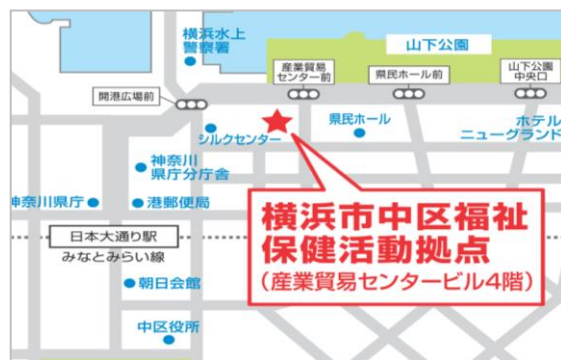 横浜水上
警察署
山下公園
産業貿易
センター前
県民ホール前
山下公園
中央口
開港広場前
シルクセンター
県民ホール
ホテル
ニューグランド
神奈川
県庁分庁舎
神奈川県庁
港郵便局
横浜市中区福祉
保健活動拠点
(産業貿易センタービル4階)
日本大通り駅
みなとみらい線
朝日会館
中区役所